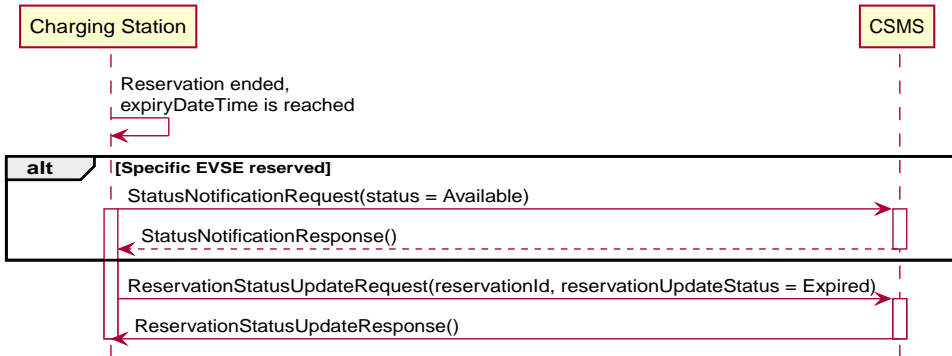 Charging Station
CSMS
Reservation ended,
expiryDateTime is reached
alt
[Specific EVSE reserved]
StatusNotificationRequest(status = Available)
StatusNotificationResponse()
ReservationStatusUpdateRequest(reservationId, reservationUpdateStatus = Expired)
ReservationStatusUpdateResponse()